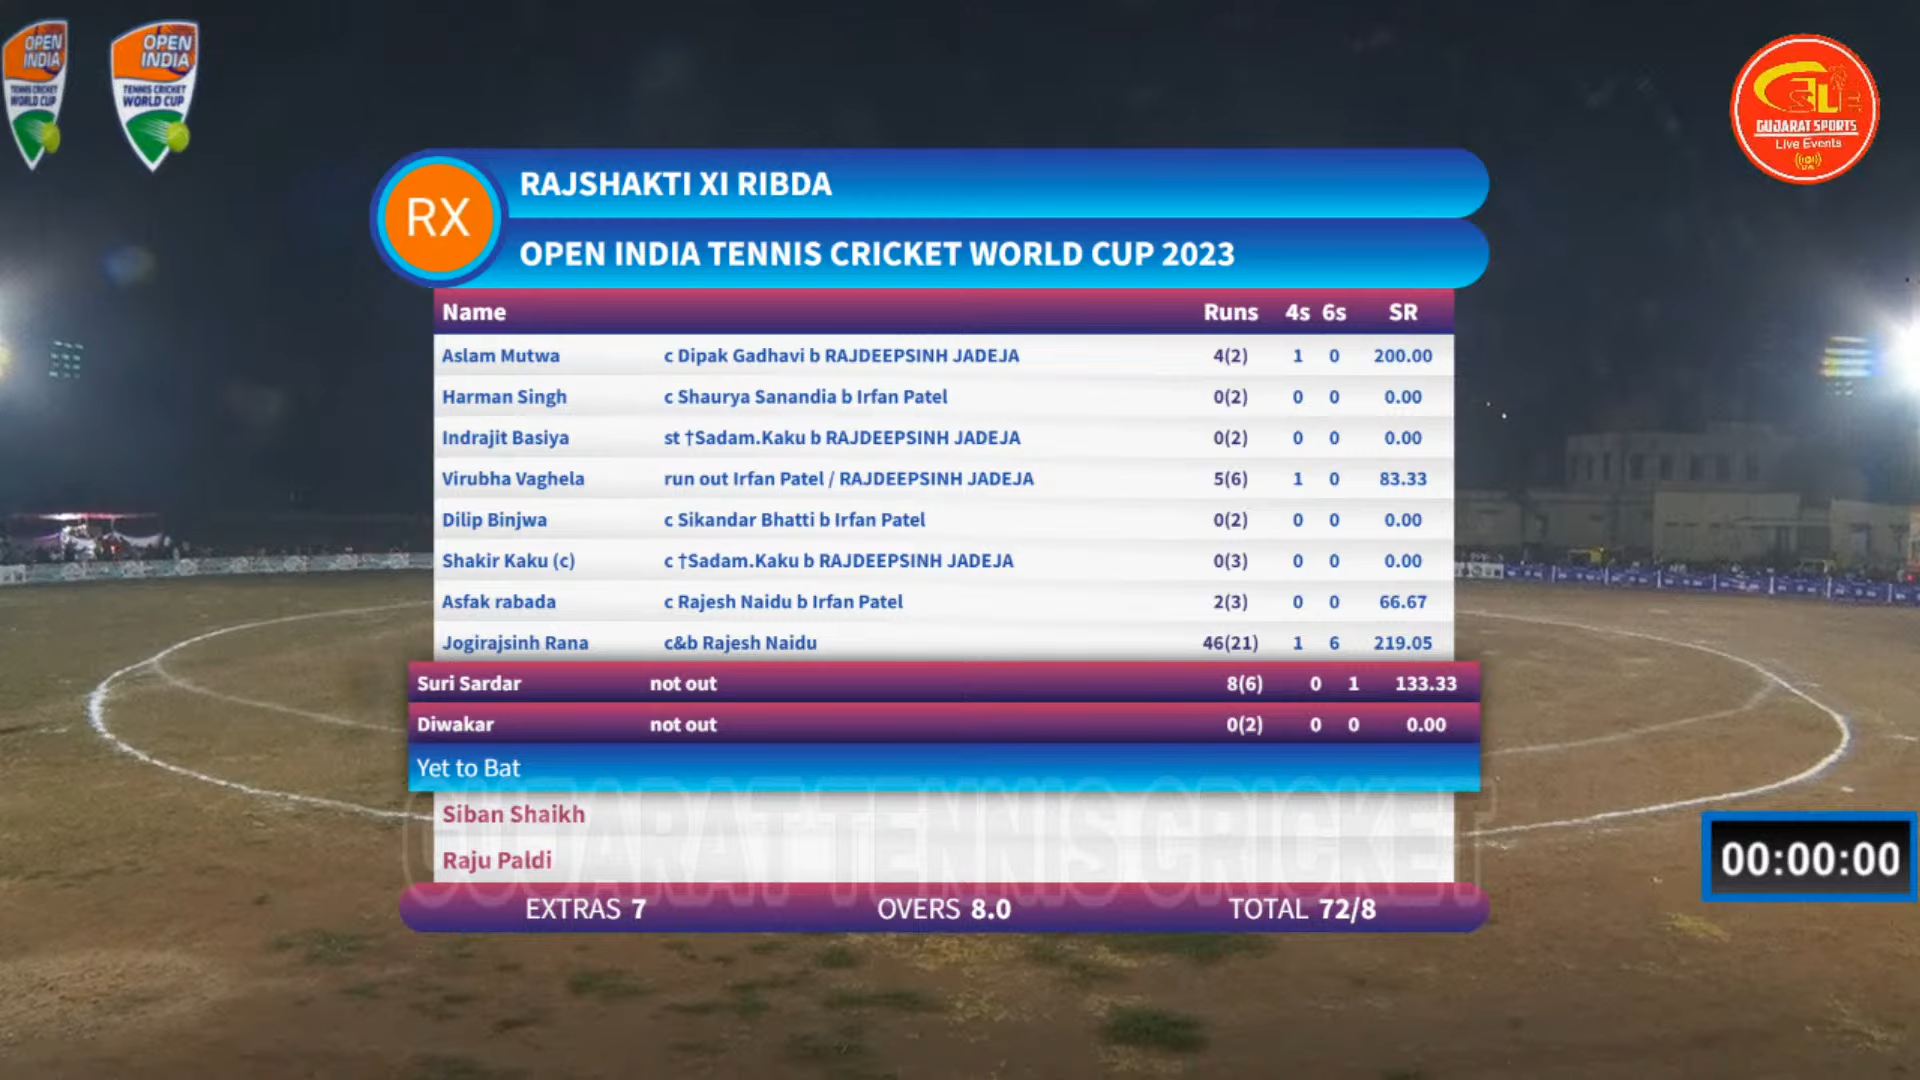 OPEN
INDIA
TENNIS CRICKET
WORLD CUP
OPEN
INDIA
TENNIS CRICKET
WORLD CUP
GSLE
GUJARAT SPORTS
Live Events
RX
RAJSHAKTI XI RIBDA
OPEN INDIA TENNIS CRICKET WORLD CUP 2023
Name Runs 4s 6s SR
Aslam Mutwa c Dipak Gadhavi b RAJDEEPSINH JADEJA 4(2) 1 0 200.00
Harman Singh c Shaurya Sanandia b Irfan Patel 0(2) 0 0 0.00
Indrajit Basiya st †Sadam.Kaku b RAJDEEPSINH JADEJA 0(2) 0 0 0.00
Virubha Vaghela run out Irfan Patel / RAJDEEPSINH JADEJA 5(6) 1 0 83.33
Dilip Binjwa c Sikandar Bhatti b Irfan Patel 0(2) 0 0 0.00
Shakir Kaku (c) c †Sadam.Kaku b RAJDEEPSINH JADEJA 0(3) 0 0 0.00
Asfak rabada c Rajesh Naidu b Irfan Patel 2(3) 0 0 66.67
Jogirajsinh Rana c&b Rajesh Naidu 46(21) 1 6 219.05
Suri Sardar not out 8(6) 0 1 133.33
Diwakar not out 0(2) 0 0 0.00
Yet to Bat
GUJARAT TENNIS CRICKET
Siban Shaikh
Raju Paldi
00:00:00
EXTRAS 7 OVERS 8.0 TOTAL 72/8